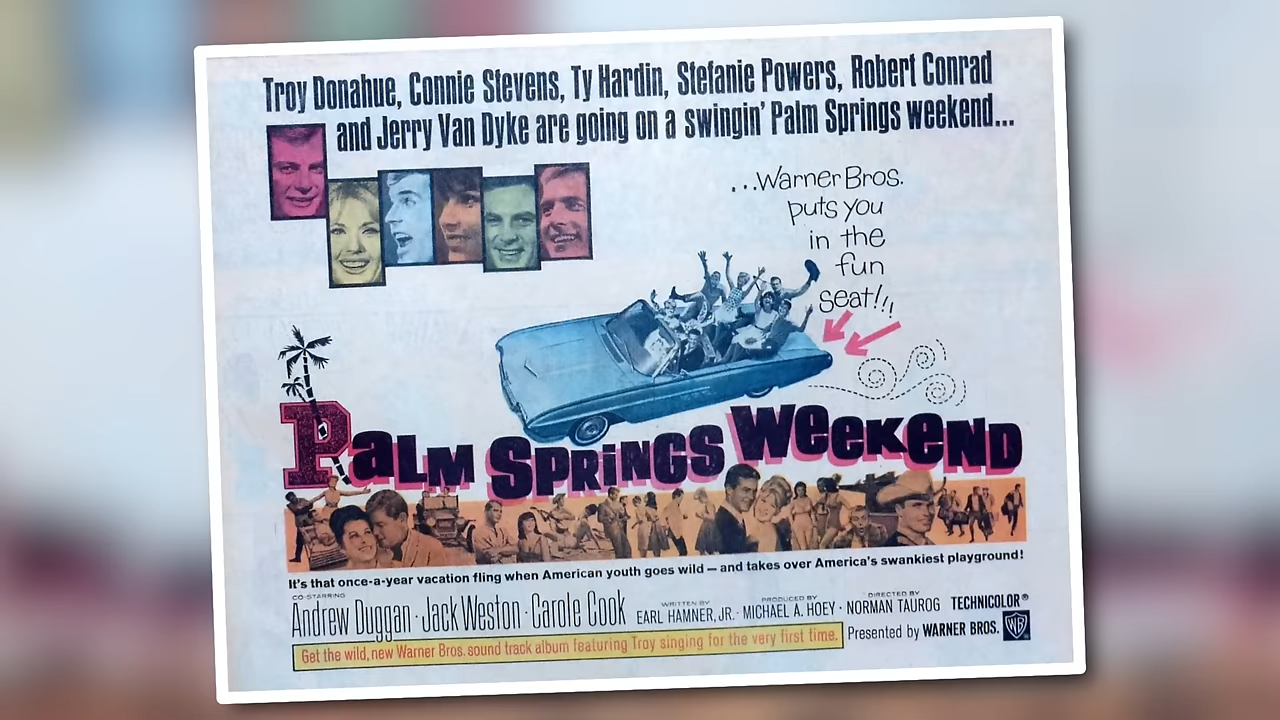 Troy Donahue, Connie Stevens, Ty Hardin, Stefanie Powers, Robert Conrad
and Jerry Van Dyke are going on a swingin' Palm Springs weekend...
...Warner Bros.
puts you
in the
fun
seat!!!
PALM SPRiNGS WEEKEND
It's that once-a-year vacation fling when American youth goes wild — and takes over America's swankiest playground!
CO-STARRING
Andrew Duggan · Jack Weston · Carole Cook
WRITTEN BY
EARL HAMNER, JR. ·
PRODUCED BY
MICHAEL A. HOEY ·
DIRECTED BY
NORMAN TAUROG
TECHNICOLOR®
Get the wild, new Warner Bros. sound track album featuring Troy singing for the very first time.
Presented by WARNER BROS.
WB